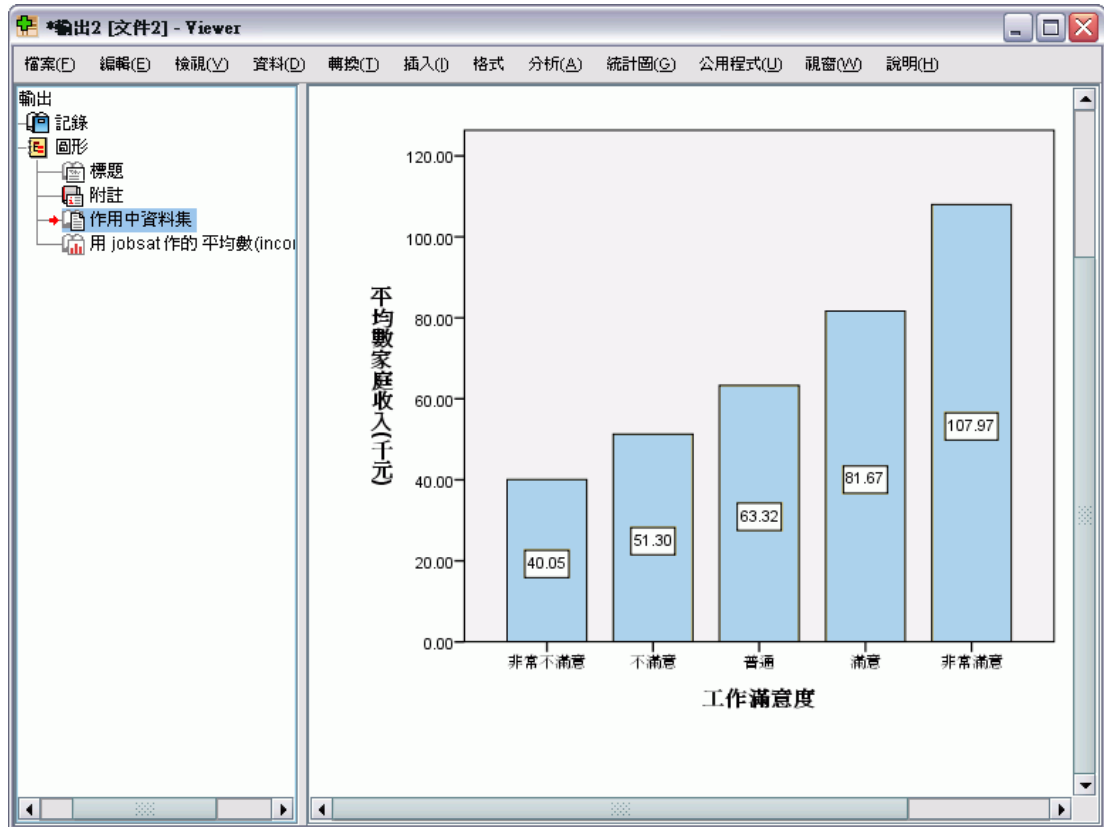 *輸出2 [文件2] - Viewer
檔案(F) 編輯(E) 檢視(V) 資料(D) 轉換(T) 插入(I) 格式 分析(A) 統計圖(G) 公用程式(U) 視窗(W) 說明(H)
輸出
記錄
圖形
標題
附註
作用中資料集
用 jobsat 作的 平均數(incom
平均數家庭收入(千元)
120.00
100.00
80.00
60.00
40.00
20.00
0.00
40.05
51.30
63.32
81.67
107.97
非常不滿意 不滿意 普通 滿意 非常滿意
工作滿意度